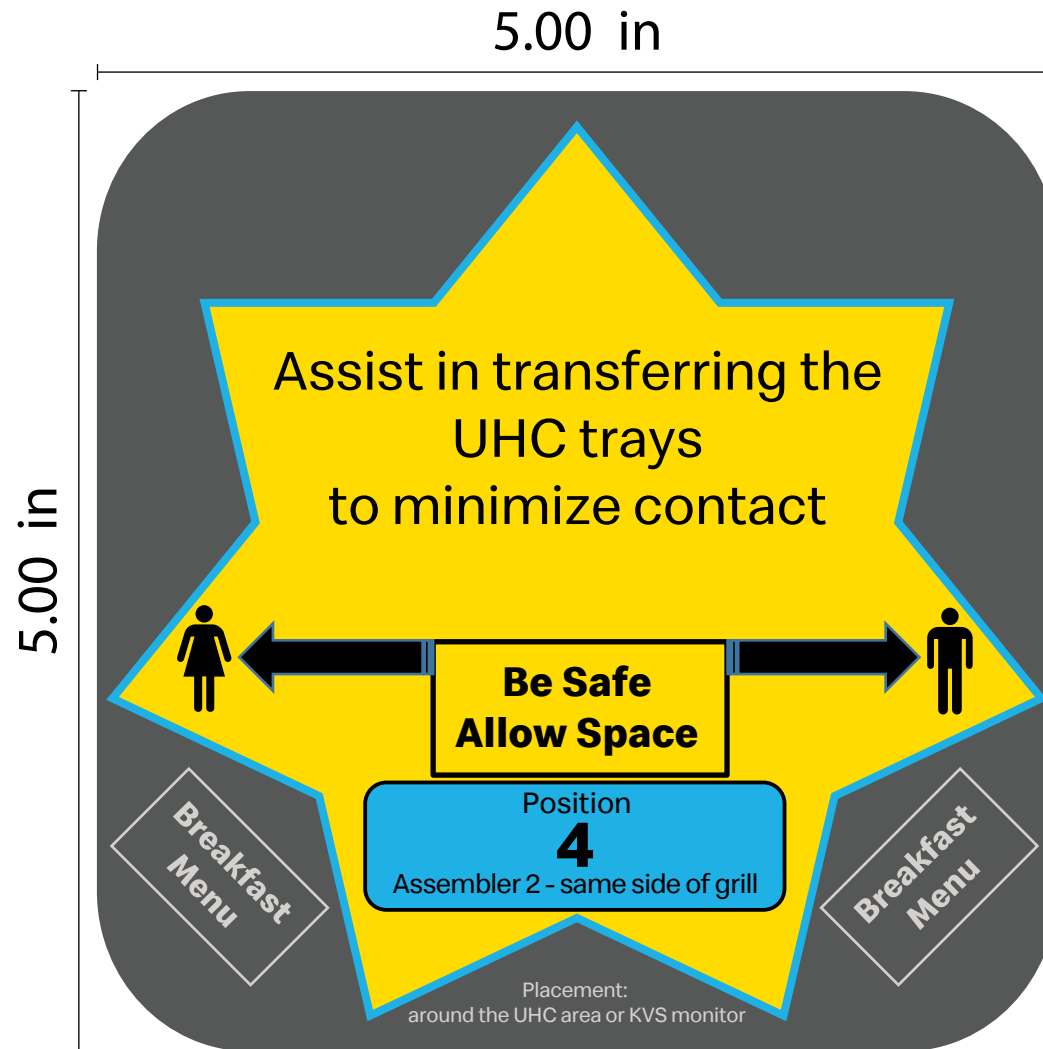 5.00 in
5.00 in
Assist in transferring the
UHC trays
to minimize contact
Be Safe
Allow Space
Position
4
Assembler 2 - same side of grill
Breakfast
Menu
Breakfast
Menu
Placement:
around the UHC area or KVS monitor